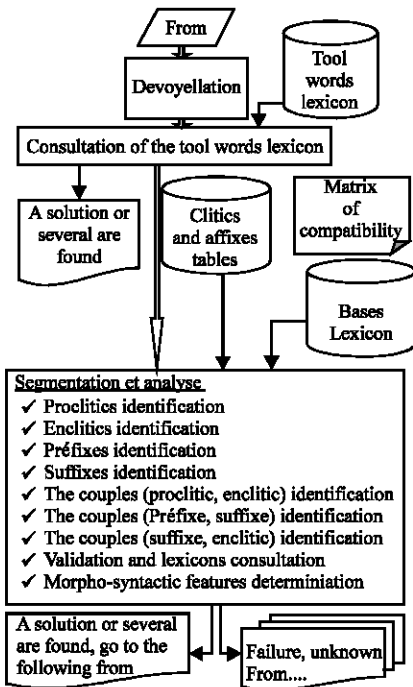 From
Tool
words
lexicon
Devoyellation
Consultation of the tool words lexicon
A solution or
several are
found
Clitics
and affixes
tables
Matrix
of
compatibility
Bases
Lexicon
Segmentation et analyse
✓ Proclitics identification
✓ Enclitics identification
✓ Préfixes identification
✓ Suffixes identification
✓ The couples (proclitic, enclitic) identification
✓ The couples (Préfixe, suffixe) identification
✓ The couples (suffixe, enclitic) identification
✓ Validation and lexicons consultation
✓ Morpho-syntactic features determiniation
A solution or several
are found, go to the
following from
Failure, unknown
From....